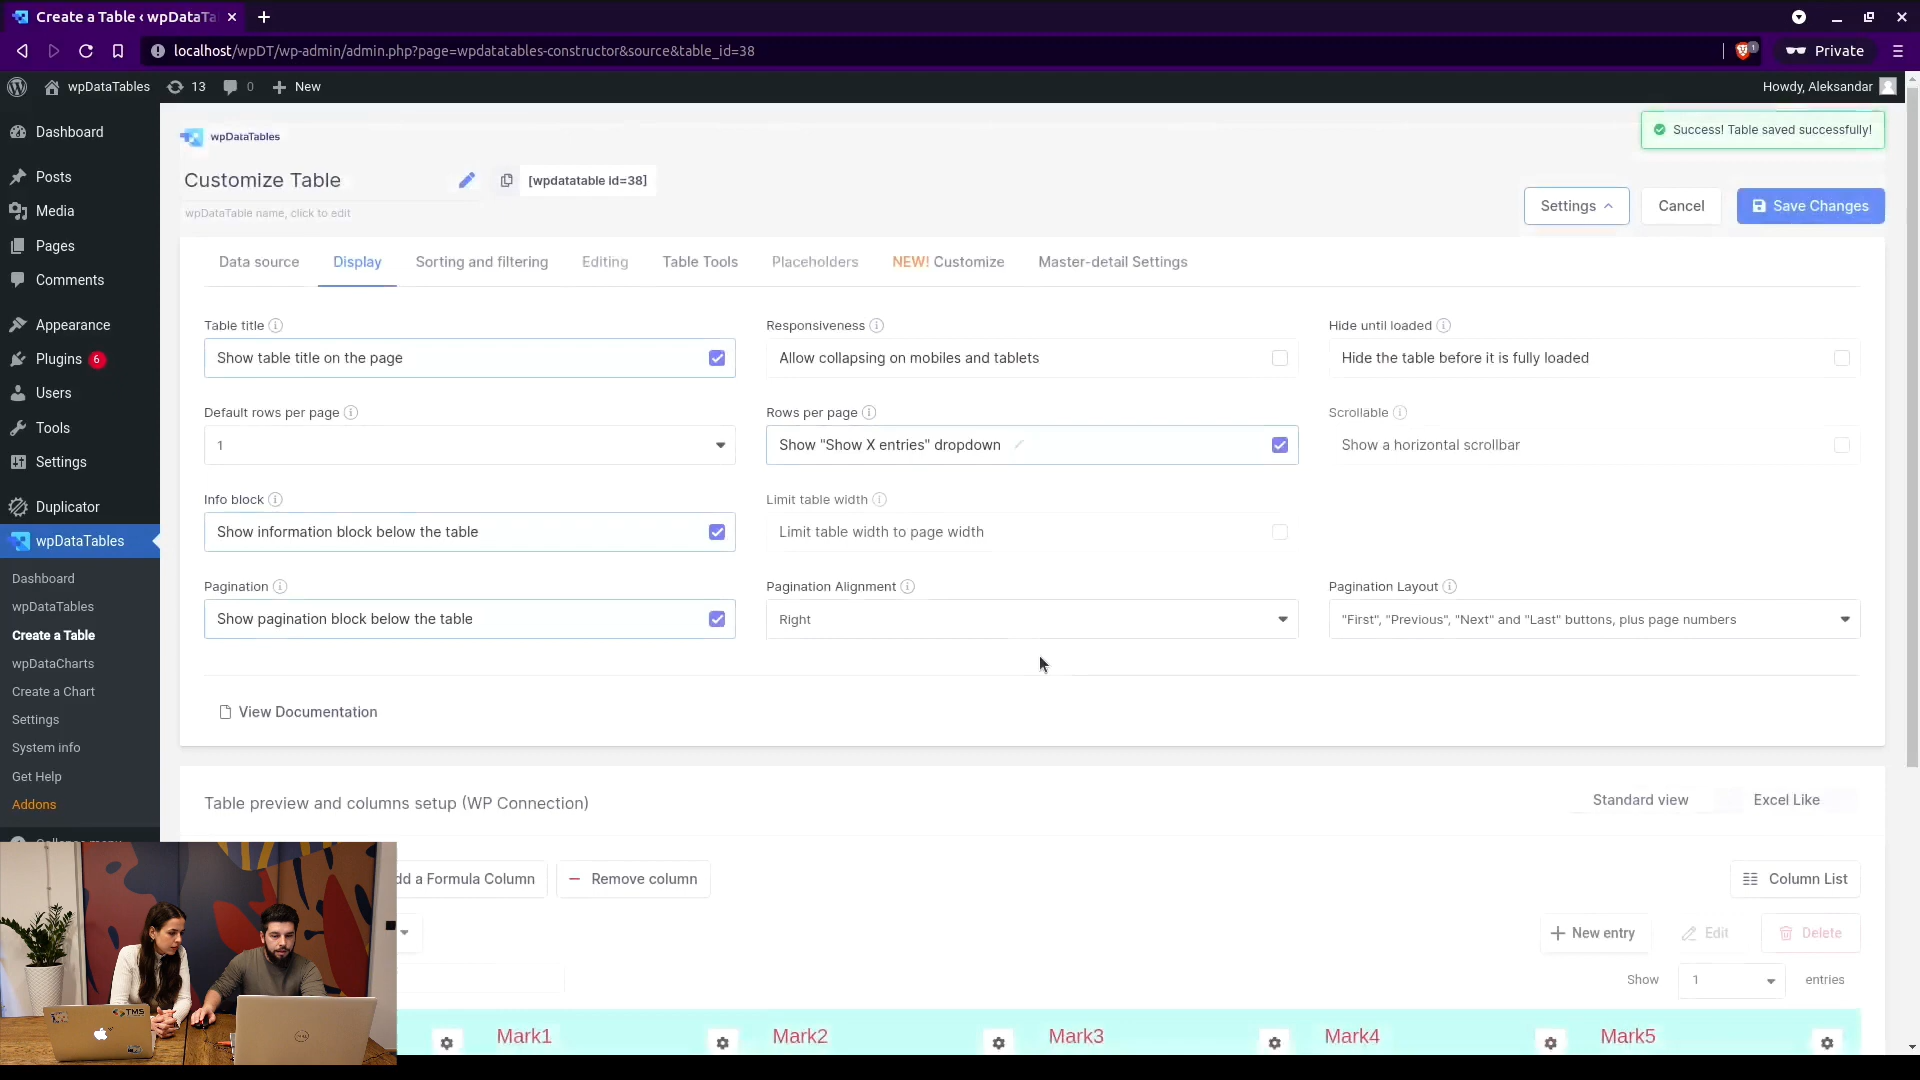 Create a Table ‹ wpDataTa
localhost/wpDT/wp-admin/admin.php?page=wpdatatables-constructor&source&table_id=38
1
Private
wpDataTables
13
0
New
Howdy, Aleksandar
Dashboard
Posts
Media
Pages
Comments
Appearance
Plugins 6
Users
Tools
Settings
Duplicator
wpDataTables
Dashboard
wpDataTables
Create a Table
wpDataCharts
Create a Chart
Settings
System info
Get Help
Addons
wpDataTables
Success! Table saved successfully!
Customize Table
[wpdatatable id=38]
wpDataTable name, click to edit
Settings
Cancel
Save Changes
Data source
Display
Sorting and filtering
Editing
Table Tools
Placeholders
NEW! Customize
Master-detail Settings
Table title
Responsiveness
Hide until loaded
Show table title on the page
Allow collapsing on mobiles and tablets
Hide the table before it is fully loaded
Default rows per page
Rows per page
Scrollable
1
Show "Show X entries" dropdown
Show a horizontal scrollbar
Info block
Limit table width
Show information block below the table
Limit table width to page width
Pagination
Pagination Alignment
Pagination Layout
Show pagination block below the table
Right
"First", "Previous", "Next" and "Last" buttons, plus page numbers
View Documentation
Table preview and columns setup (WP Connection)
Standard view
Excel Like
dd a Formula Column
Remove column
Column List
New entry
Edit
Delete
Show
1
entries
Mark1
Mark2
Mark3
Mark4
Mark5
TMS